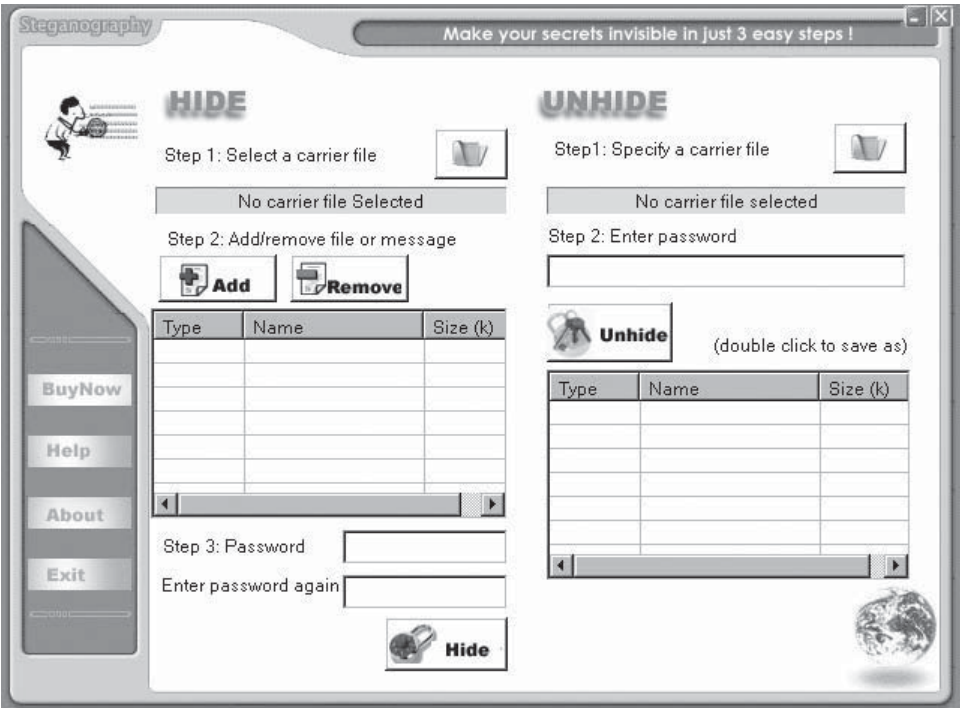 Steganography
Make your secrets invisible in just 3 easy steps !
HIDE
Step 1: Select a carrier file
No carrier file Selected
Step 2: Add/remove file or message
Add
Remove
Type Name Size (k)
Step 3: Password
Enter password again
Hide
UNHIDE
Step1: Specify a carrier file
No carrier file selected
Step 2: Enter password
Unhide
(double click to save as)
Type Name Size (k)
BuyNow
Help
About
Exit